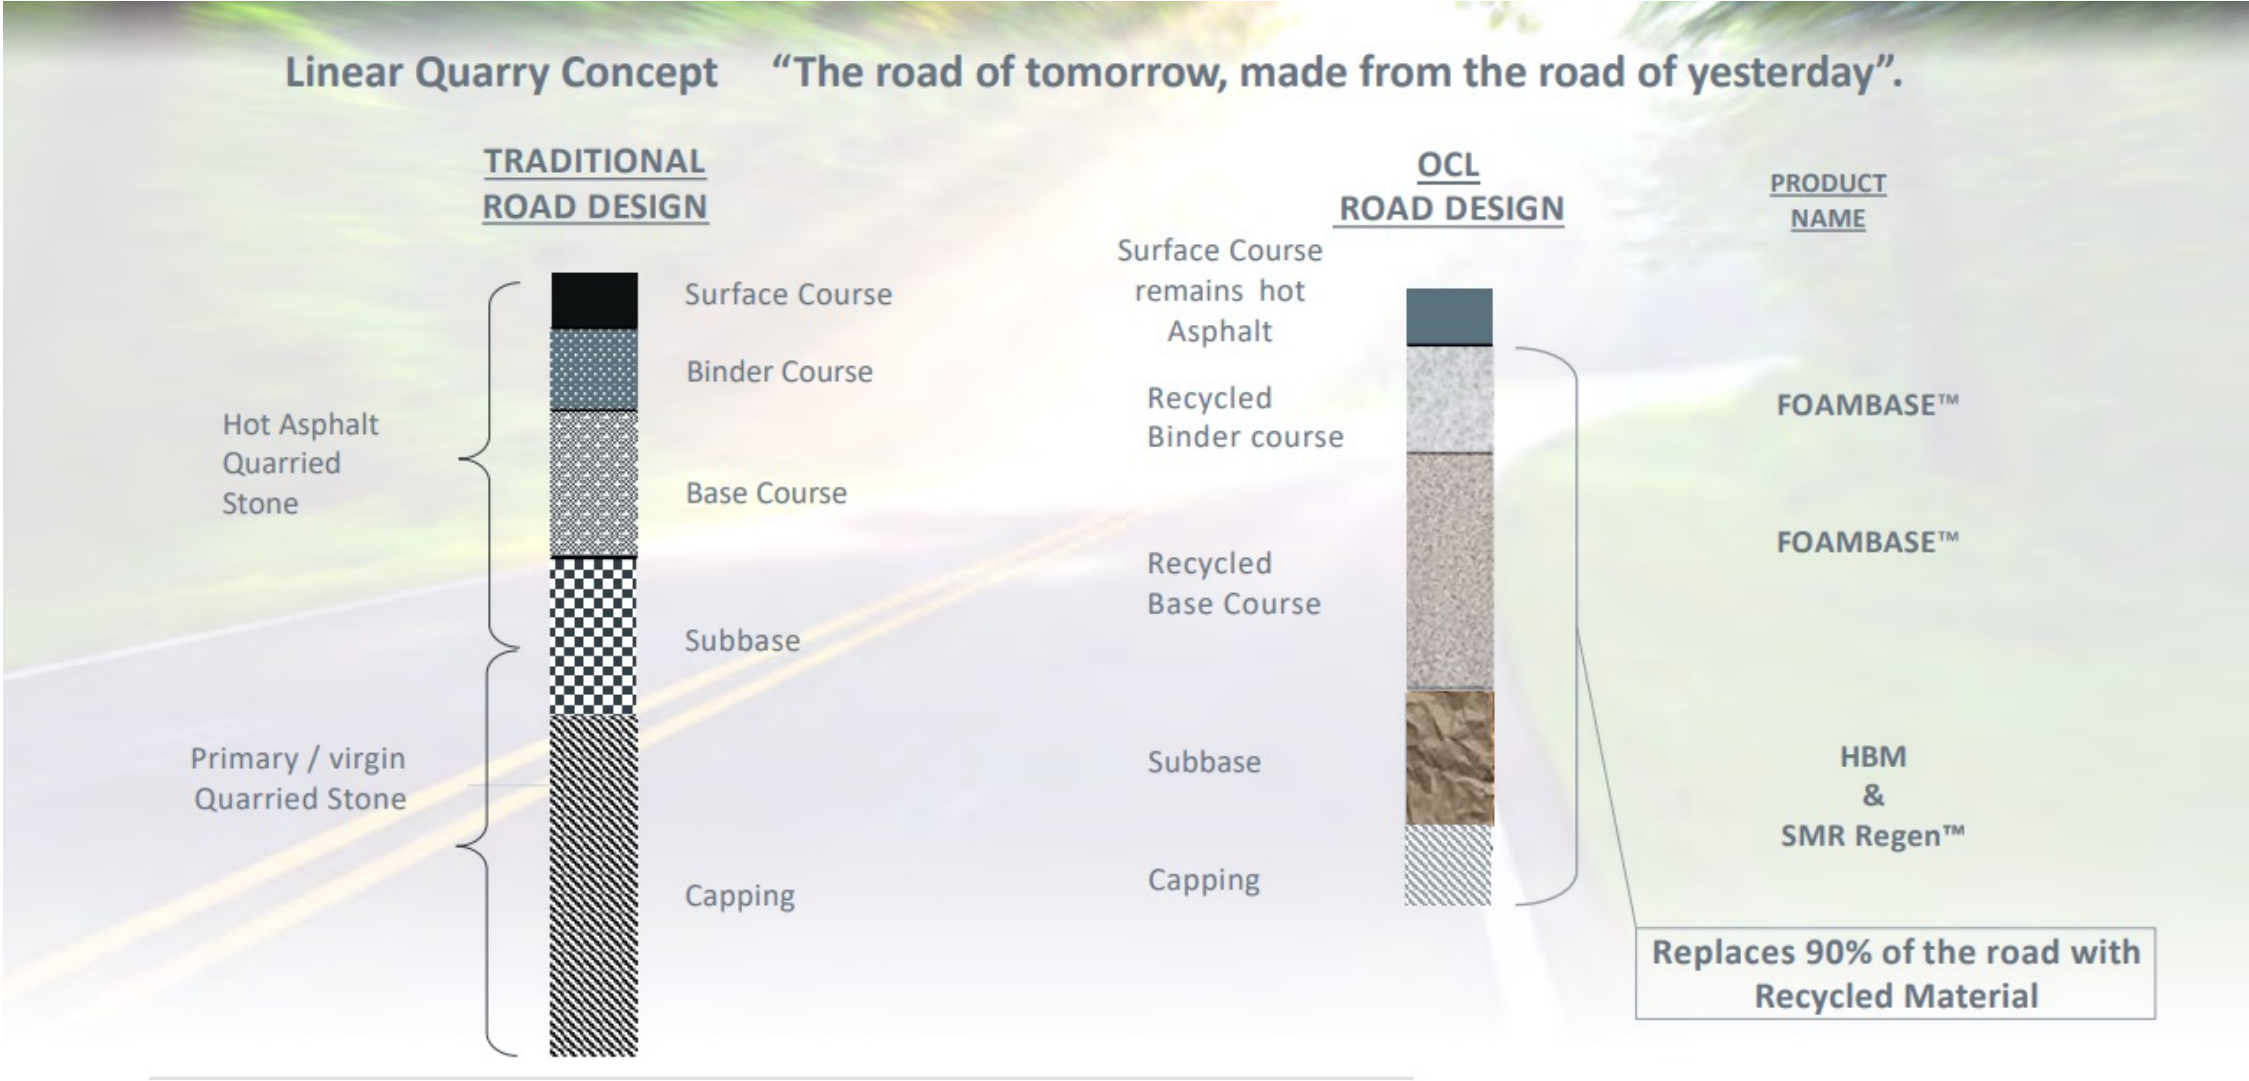 Linear Quarry Concept “The road of tomorrow, made from the road of yesterday”.
TRADITIONAL
ROAD DESIGN
Hot Asphalt
Quarried
Stone
Primary / virgin
Quarried Stone
Surface Course
Binder Course
Base Course
Subbase
Capping
OCL
ROAD DESIGN
Surface Course
remains hot
Asphalt
Recycled
Binder course
Recycled
Base Course
Subbase
Capping
PRODUCT
NAME
FOAMBASE™
FOAMBASE™
HBM
&
SMR Regen™
Replaces 90% of the road with
Recycled Material